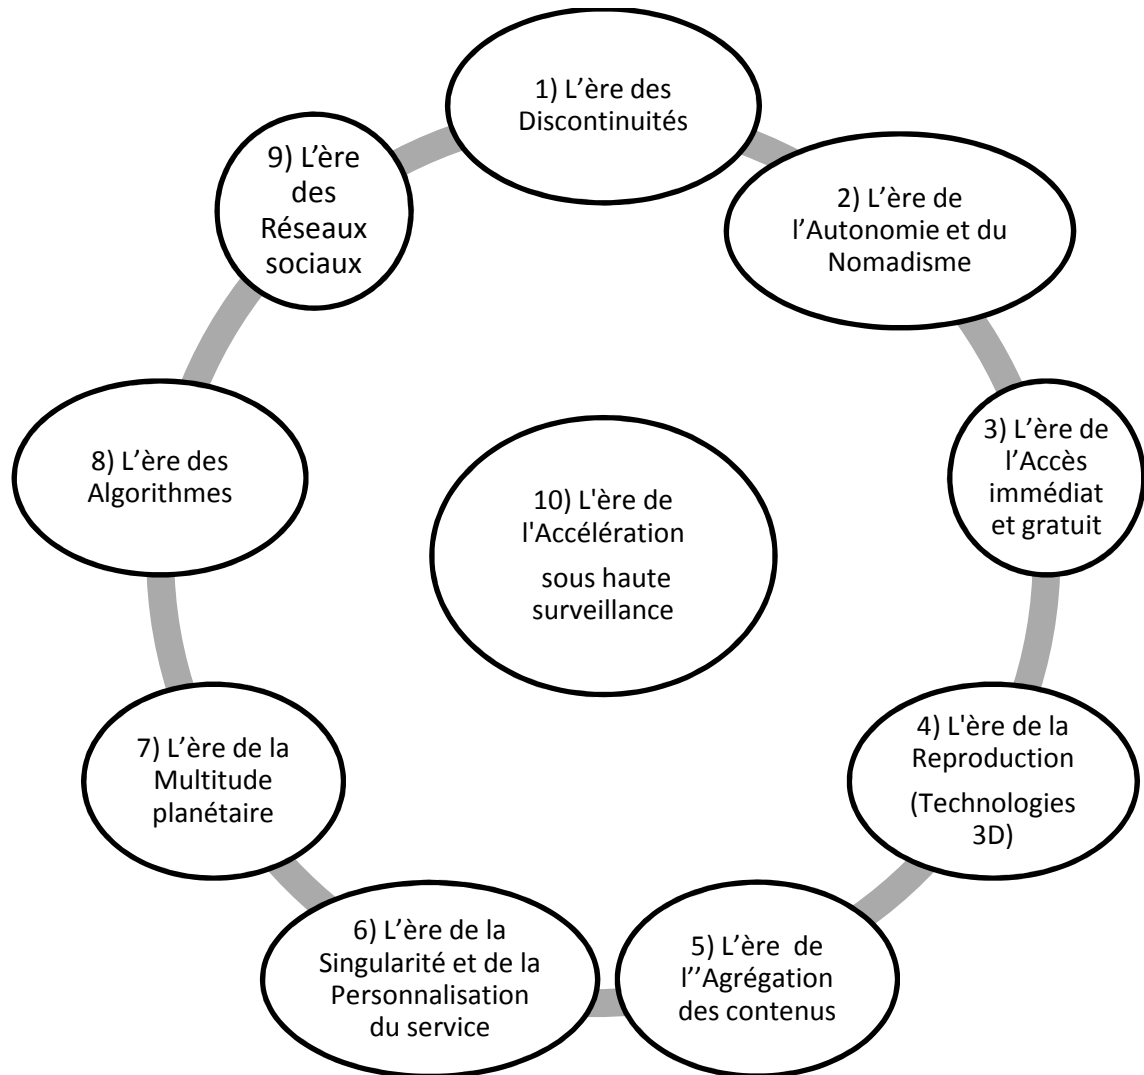 1) L’ère des
Discontinuités
2) L’ère de
l’Autonomie et du
Nomadisme
3) L’ère de
l’Accès
immédiat
et gratuit
4) L'ère de la
Reproduction
(Technologies
3D)
5) L’ère  de
l’'Agrégation
des contenus
6) L’ère de la
Singularité et de la
Personnalisation
du service
7) L’ère de la
Multitude
planétaire
8) L’ère des
Algorithmes
9) L’ère
des
Réseaux
sociaux
10) L'ère de
l'Accélération
sous haute
surveillance